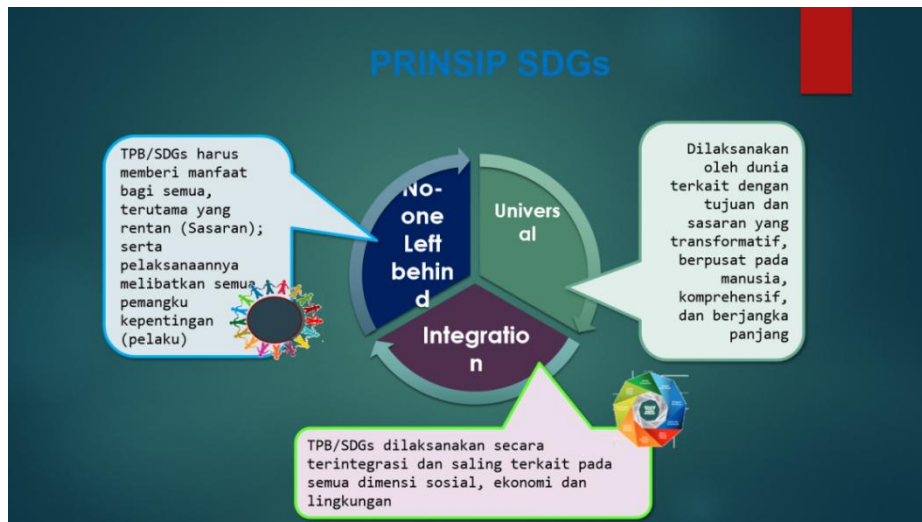 PRINSIP SDGs
TPB/SDGs harus
memberi manfaat
bagi semua,
terutama yang
rentan (Sasaran);
serta
pelaksanaannya
melibatkan semua
pemangku
kepentingan
(pelaku)
No-
one
Left
behin
d
Univers
al
Integratio
n
Dilaksanakan
oleh dunia
terkait dengan
tujuan dan
sasaran yang
transformatif,
berpusat pada
manusia,
komprehensif,
dan berjangka
panjang
TPB/SDGs dilaksanakan secara
terintegrasi dan saling terkait pada
semua dimensi sosial, ekonomi dan
lingkungan